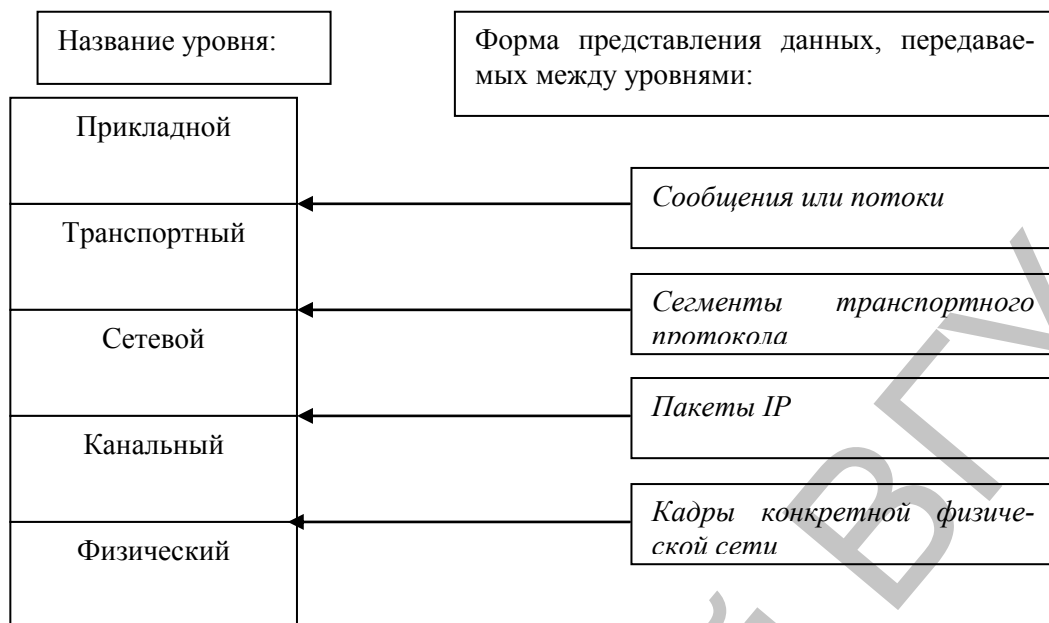 Название уровня:
Форма представления данных, передавае-
мых между уровнями:
Прикладной
Сообщения или потоки
Транспортный
Сегменты транспортного
протокола
Сетевой
Пакеты IP
Канальный
Кадры конкретной физиче-
ской сети
Физический
й ВГУ